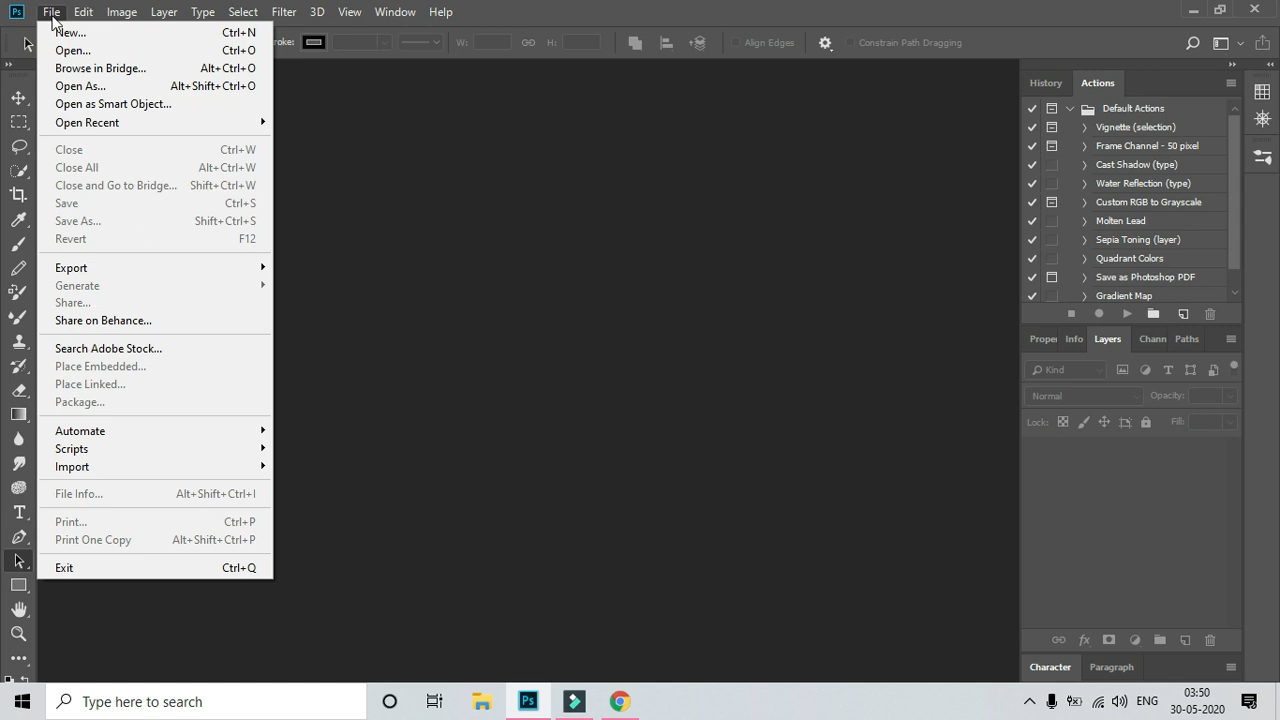 Ps File Edit Image Layer Type Select Filter 3D View Window Help
New... Ctrl+N
Open... Ctrl+O
Browse in Bridge... Alt+Ctrl+O
Open As... Alt+Shift+Ctrl+O
Open as Smart Object...
Open Recent
Close Ctrl+W
Close All Alt+Ctrl+W
Close and Go to Bridge... Shift+Ctrl+W
Save Ctrl+S
Save As... Shift+Ctrl+S
Revert F12
Export
Generate
Share...
Share on Behance...
Search Adobe Stock...
Place Embedded...
Place Linked...
Package...
Automate
Scripts
Import
File Info... Alt+Shift+Ctrl+I
Print... Ctrl+P
Print One Copy Alt+Shift+Ctrl+P
Exit Ctrl+Q
roke: W: H: Align Edges Constrain Path Dragging
History Actions
Default Actions
Vignette (selection)
Frame Channel - 50 pixel
Cast Shadow (type)
Water Reflection (type)
Custom RGB to Grayscale
Molten Lead
Sepia Toning (layer)
Quadrant Colors
Save as Photoshop PDF
Gradient Map
Proper Info Layers Chann Paths
Kind
Normal Opacity:
Lock: Fill:
fx
Character Paragraph
Type here to search
Ps
ENG
03:50
30-05-2020